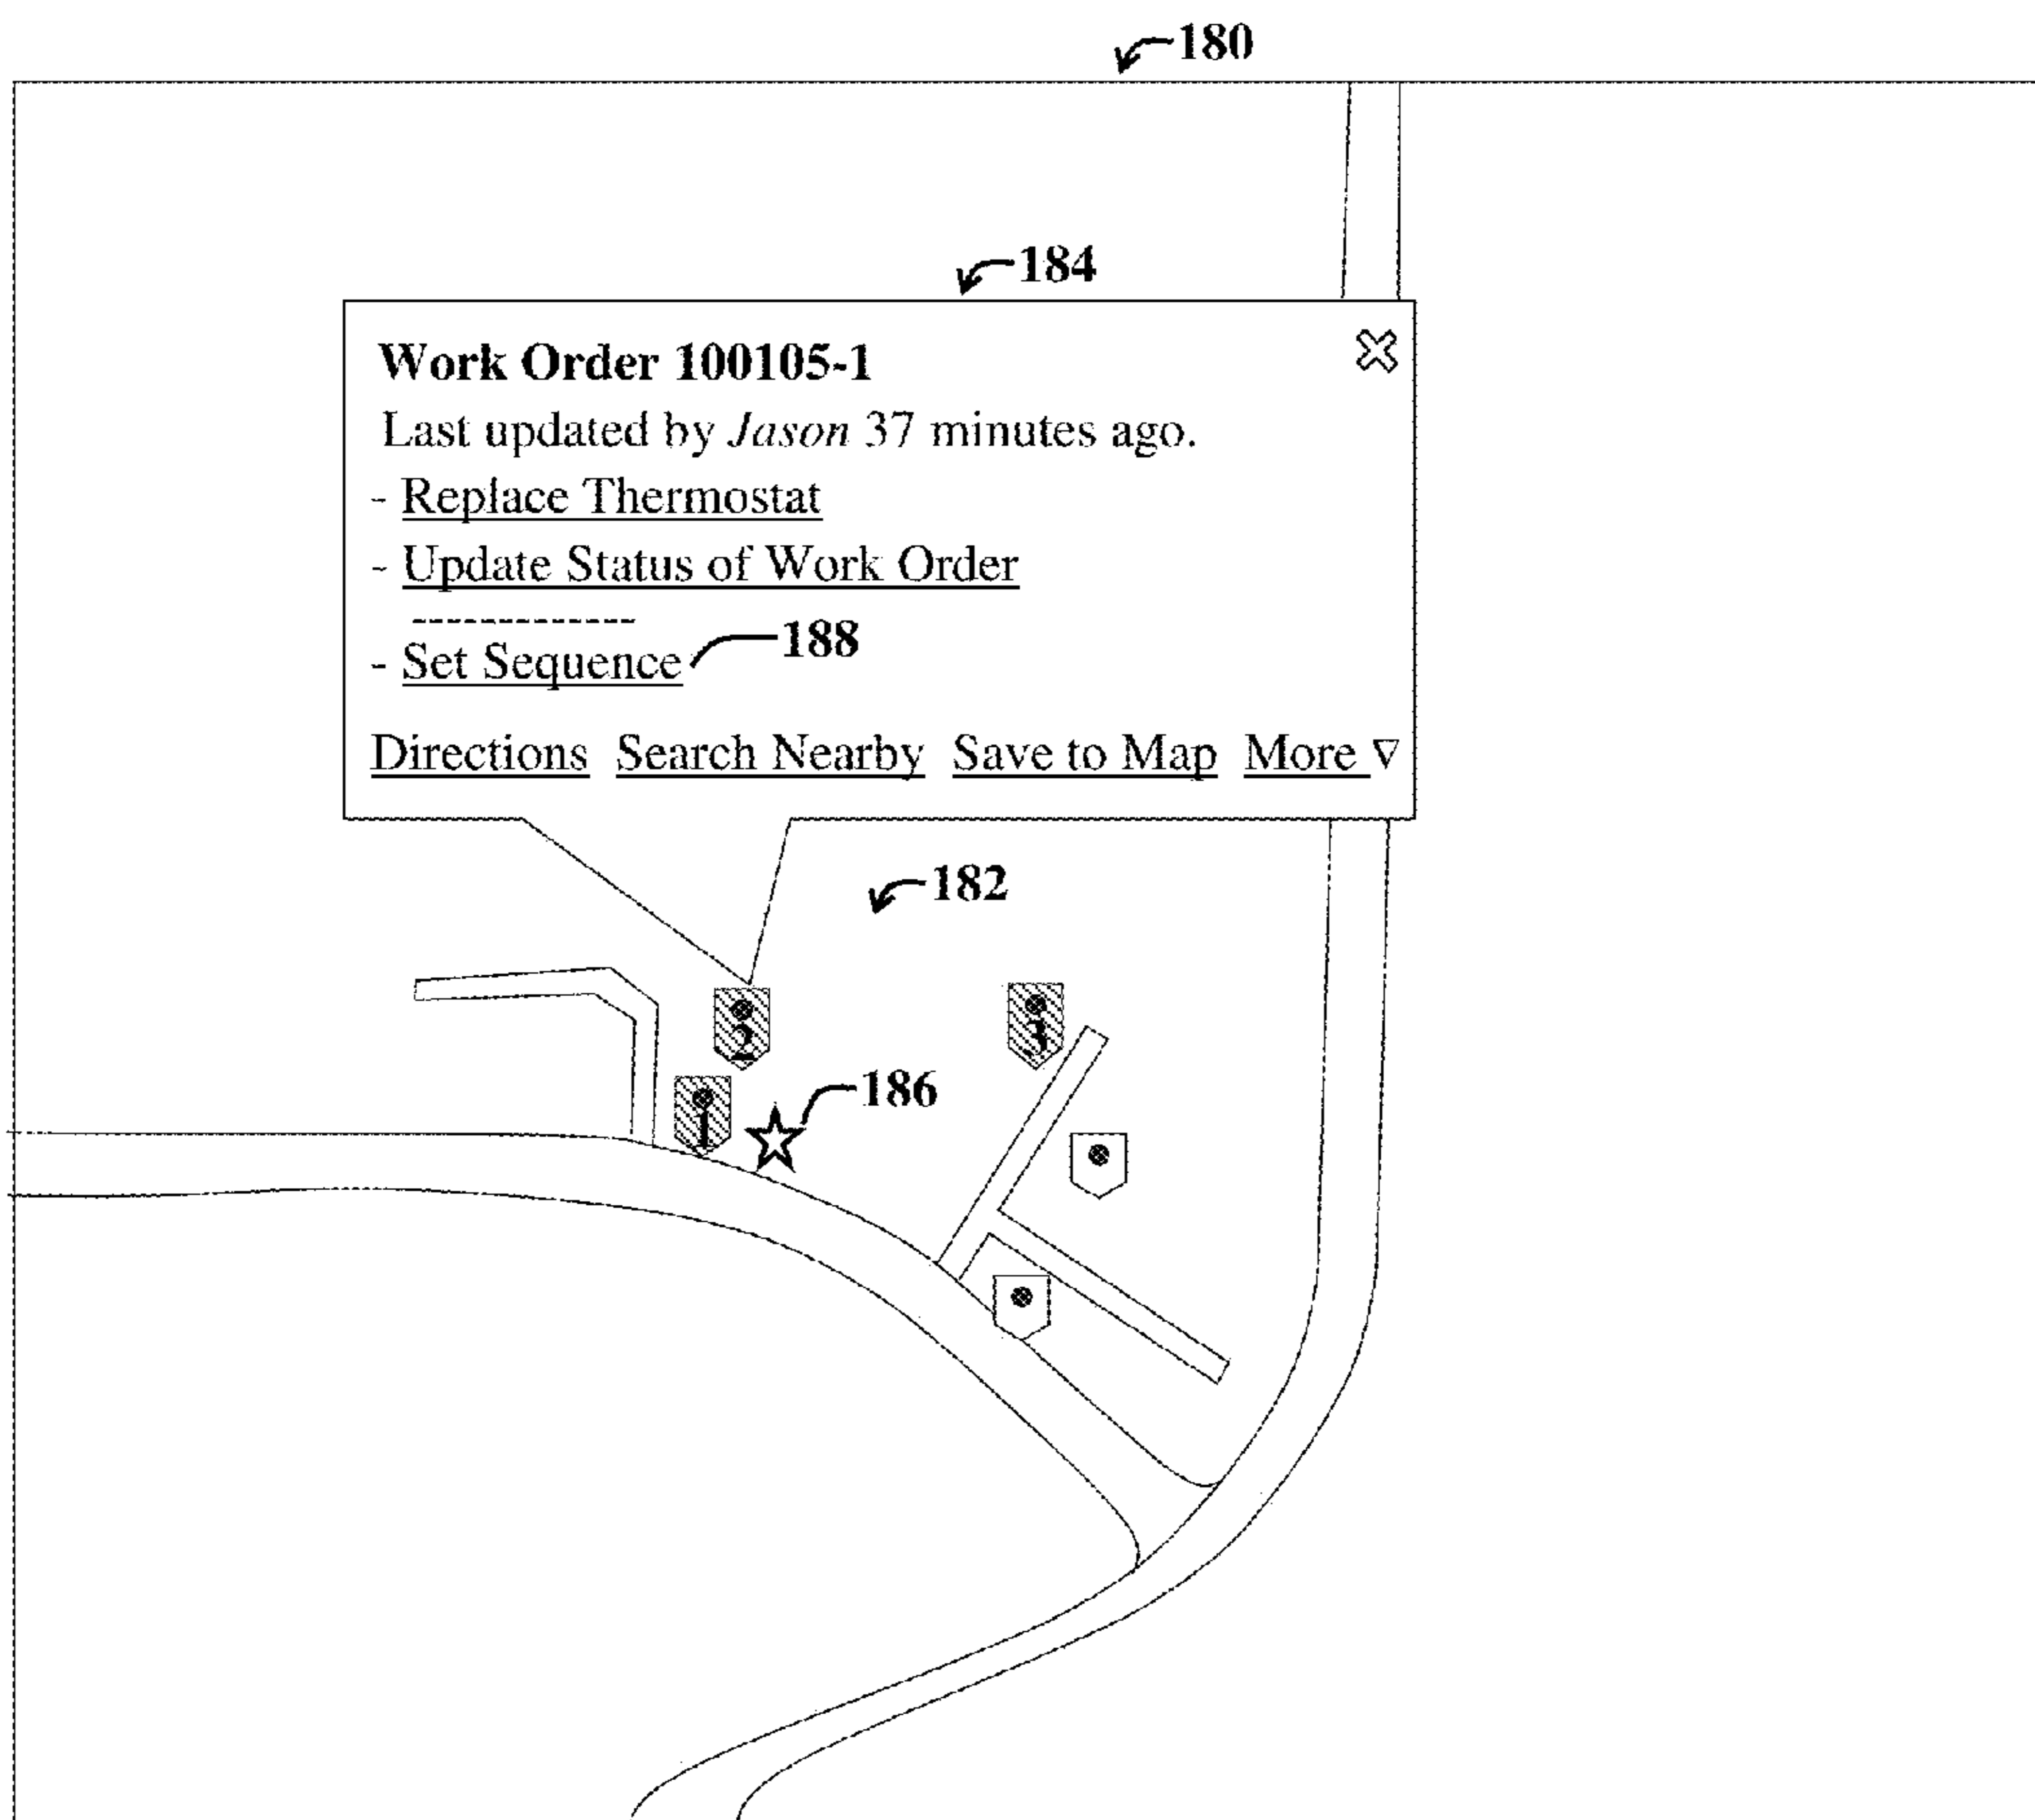 180
184
Work Order 100105-1
Last updated by Jason 37 minutes ago.
- Replace Thermostat
- Update Status of Work Order
------------
- Set Sequence 188
Directions Search Nearby Save to Map More ▽
182
2 3
1 186